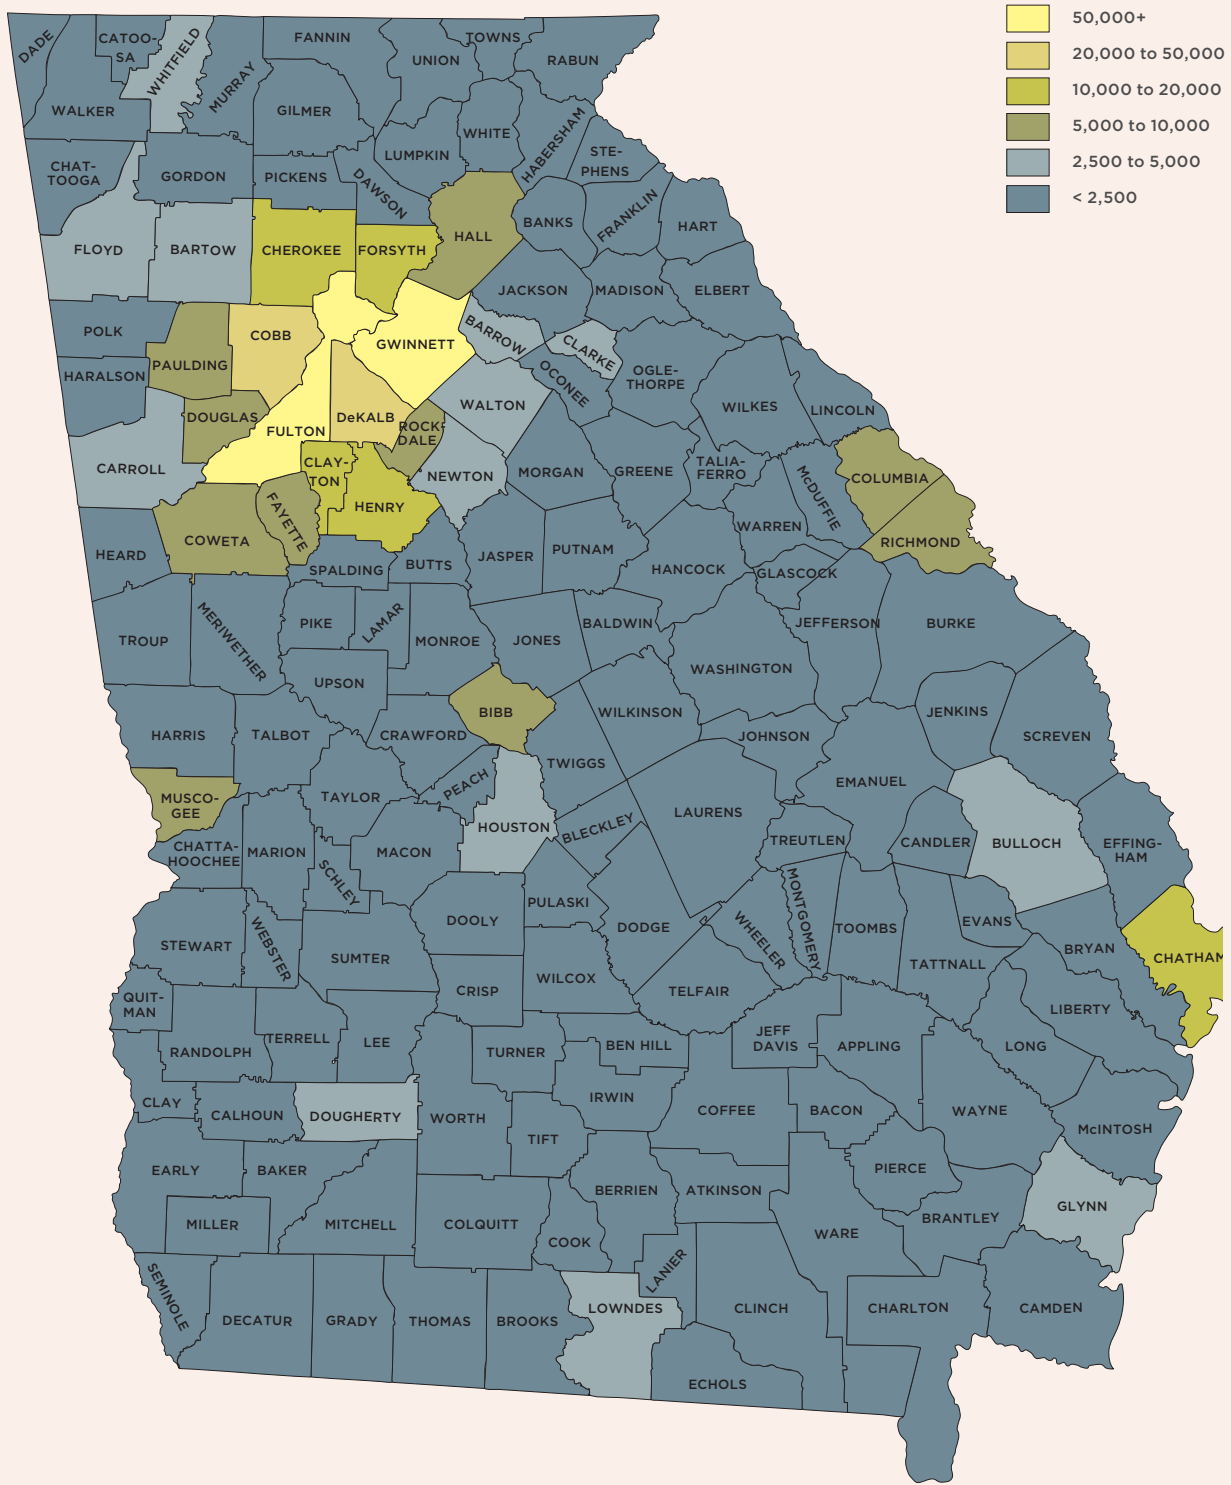 50,000+
20,000 to 50,000
10,000 to 20,000
5,000 to 10,000
2,500 to 5,000
< 2,500
DADE
CATOO-
SA
WHITFIELD
FANNIN
TOWNS
UNION
RABUN
WALKER
MURRAY
GILMER
WHITE
HABERSHAM
LUMPKIN
STE-
PHENS
CHAT-
TOOGA
GORDON
PICKENS
DAWSON
BANKS
FRANKLIN
HART
FLOYD
BARTOW
CHEROKEE
FORSYTH
HALL
JACKSON
MADISON
ELBERT
POLK
COBB
GWINNETT
BARROW
CLARKE
HARALSON
PAULDING
OCONEE
OGLE-
THORPE
WALTON
WILKES
LINCOLN
DOUGLAS
DeKALB
ROCK-
DALE
FULTON
CARROLL
CLAY-
TON
NEWTON
MORGAN
GREENE
TALIA-
FERRO
McDUFFIE
COLUMBIA
HENRY
FAYETTE
COWETA
WARREN
RICHMOND
HEARD
SPALDING
BUTTS
JASPER
PUTNAM
HANCOCK
GLASCOCK
TROUP
MERIWETHER
PIKE
LAMAR
MONROE
JONES
BALDWIN
JEFFERSON
BURKE
WASHINGTON
UPSON
BIBB
WILKINSON
JENKINS
HARRIS
TALBOT
CRAWFORD
JOHNSON
SCREVEN
TWIGGS
PEACH
EMANUEL
MUSCO-
GEE
TAYLOR
LAURENS
HOUSTON
BLECKLEY
TREUTLEN
CANDLER
BULLOCH
EFFING-
HAM
CHATTA-
HOOCHEE
MARION
MACON
SCHLEY
PULASKI
DOOLY
DODGE
WHEELER
MONTGOMERY
TOOMBS
EVANS
STEWART
WEBSTER
SUMTER
BRYAN
CHATHAM
TATTNALL
WILCOX
CRISP
TELFAIR
QUIT-
MAN
LIBERTY
RANDOLPH
TERRELL
LEE
TURNER
BEN HILL
JEFF
DAVIS
APPLING
LONG
CLAY
CALHOUN
DOUGHERTY
WORTH
IRWIN
COFFEE
BACON
WAYNE
McINTOSH
TIFT
EARLY
BAKER
PIERCE
BERRIEN
ATKINSON
MILLER
MITCHELL
COLQUITT
GLYNN
BRANTLEY
COOK
WARE
LANIER
SEMINOLE
DECATUR
GRADY
THOMAS
BROOKS
LOWNDES
CLINCH
CHARLTON
CAMDEN
ECHOLS